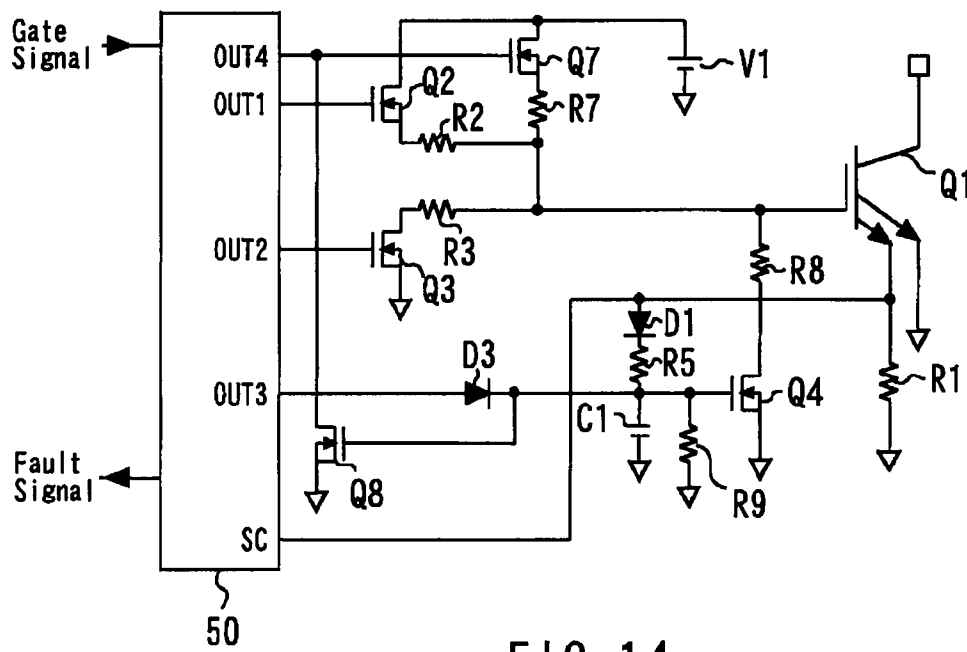 Gate
Signal
OUT4
Q7
V1
OUT1
Q2
R2
R7
Q1
OUT2
R3
Q3
R8
D1
R5
D3
OUT3
C1
Q4
R1
Fault
Signal
Q8
R9
SC
50
FIG.14